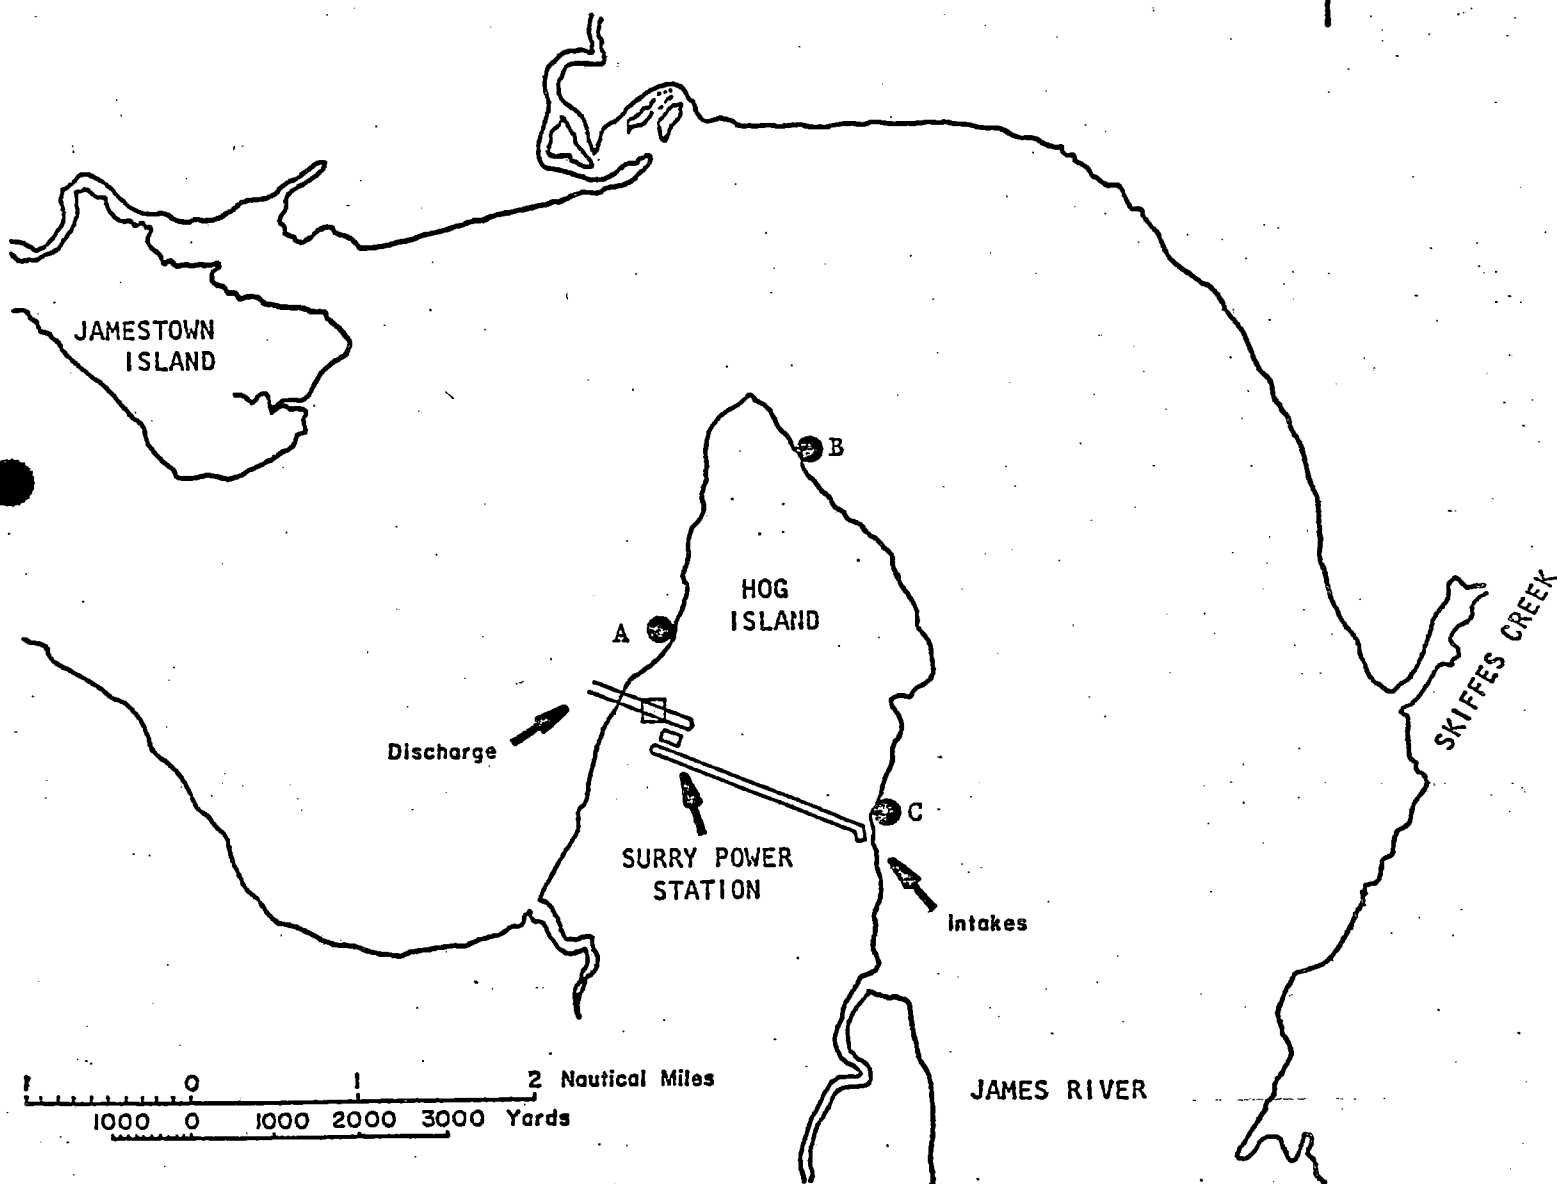 JAMESTOWN
ISLAND
B
HOG
ISLAND
A
SKIFFES CREEK
Discharge
C
SURRY POWER
STATION
Intakes
1 0 1 2 Nautical Miles
JAMES RIVER
1000 0 1000 2000 3000 Yards